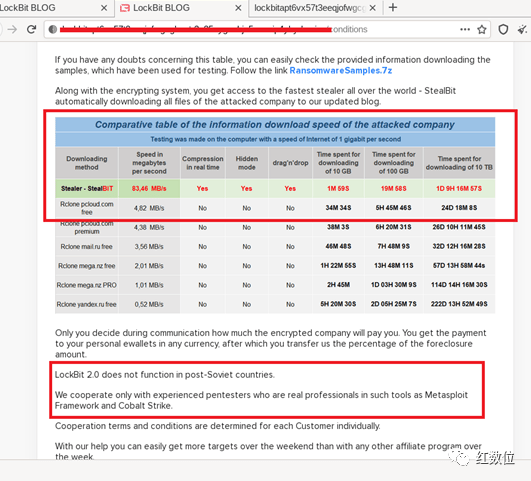 LockBit BLOG
LockBit BLOG
lockbitapt6vx57t3eeqjofwgcg
conditions
If you have any doubts concerning this table, you can easily check the provided information downloading the
samples, which have been used for testing. Follow the link RansomwareSamples.7z
Along with the encrypting system, you get access to the fastest stealer all over the world - StealBit
automatically downloading all files of the attacked company to our updated blog.
Comparative table of the information download speed of the attacked company
Testing was made on the computer with a speed of Internet of 1 gigabit per second
Downloading method | Speed in megabytes per second | Compression in real time | Hidden mode | drag'n'drop | Time spent for downloading of 10 GB | Time spent for downloading of 100 GB | Time spent for downloading of 10 TB
Stealer - StealBIT | 83,46 MB/s | Yes | Yes | Yes | 1M 59S | 19M 58S | 1D 9H 16M 57S
Rclone pcloud.com free | 4,82 MB/s | No | No | No | 34M 34S | 5H 45M 46S | 24D 18M 8S
Rclone pcloud.com premium | 4,38 MB/s | No | No | No | 38M 3S | 6H 20M 31S | 26D 10H 11M 45S
Rclone mail.ru free | 3,56 MB/s | No | No | No | 46M 48S | 7H 48M 9S | 32D 12H 16M 28S
Rclone mega.nz free | 2,01 MB/s | No | No | No | 1H 22M 55S | 13H 48M 11S | 57D 13H 58M 44s
Rclone mega.nz PRO | 1,01 MB/s | No | No | No | 2H 45M | 1D 03H 30M 9S | 114D 14H 16M 30S
Rclone yandex.ru free | 0,52 MB/s | No | No | No | 5H 20M 30S | 2D 05H 25M 7S | 222D 13H 52M 49S
Only you decide during communication how much the encrypted company will pay you. You get the payment
to your personal ewallets in any currency, after which you transfer us the percentage of the foreclosure
amount.
LockBit 2.0 does not function in post-Soviet countries.
We cooperate only with experienced pentesters who are real professionals in such tools as Metasploit
Framework and Cobalt Strike.
Cooperation terms and conditions are determined for each Customer individually.
With our help you can easily get more targets over the weekend than with any other affiliate program over
the week.
红数位